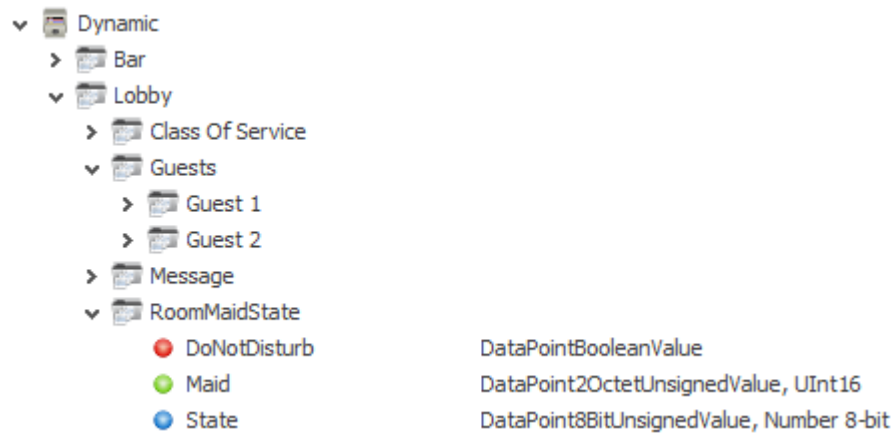 Dynamic
Bar
Lobby
Class Of Service
Guests
Guest 1
Guest 2
Message
RoomMaidState
DoNotDisturb DataPointBooleanValue
Maid DataPoint2OctetUnsignedValue, UInt16
State DataPoint8BitUnsignedValue, Number 8-bit